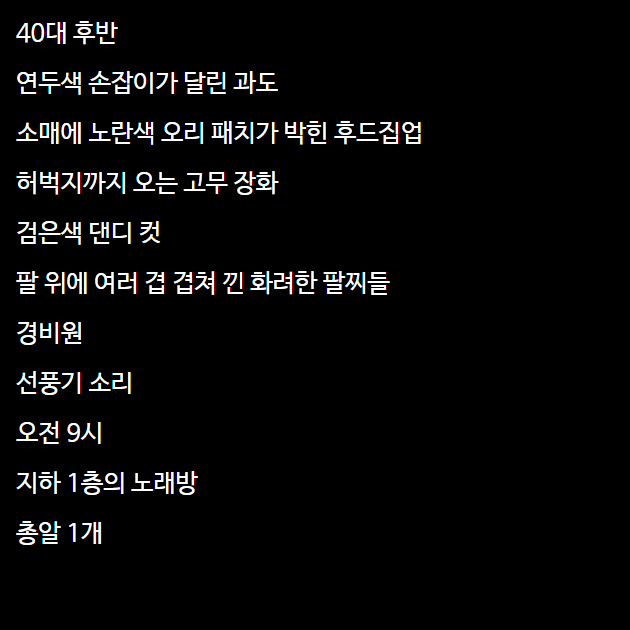 40대 후반
연두색 손잡이가 달린 과도
소매에 노란색 오리 패치가 박힌 후드집업
허벅지까지 오는 고무 장화
검은색 댄디 컷
팔 위에 여러 겹 겹쳐 낀 화려한 팔찌들
경비원
선풍기 소리
오전 9시
지하 1층의 노래방
총알 1개